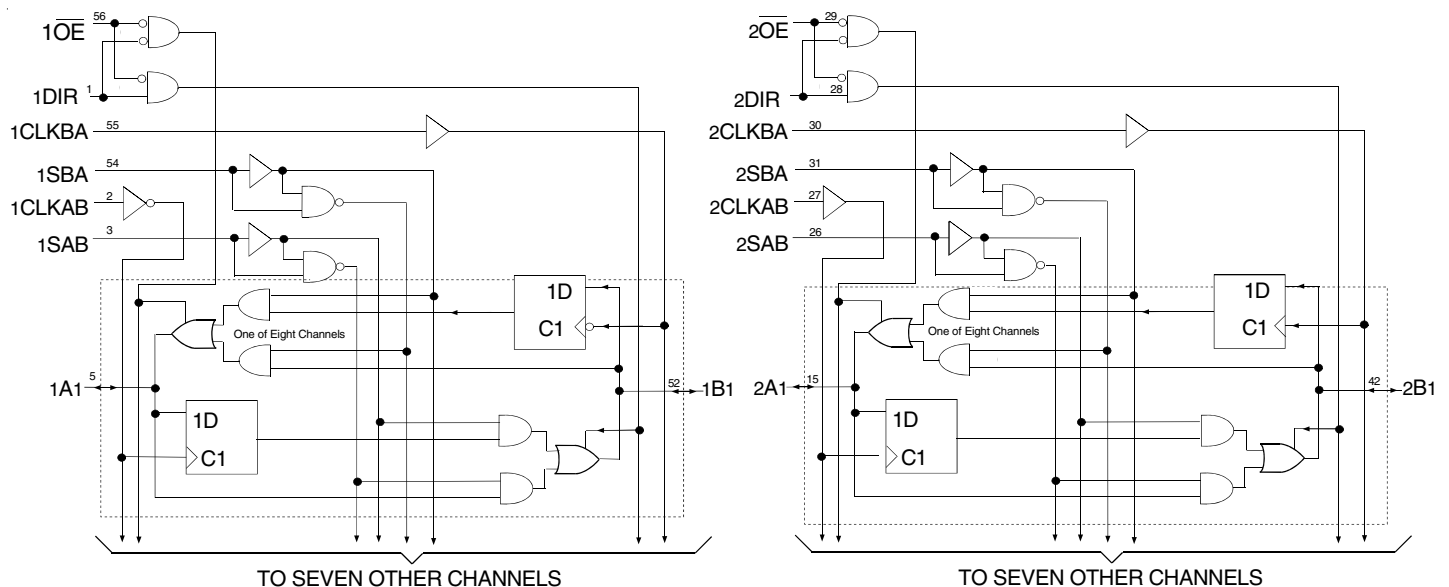 1OE 56
1DIR 1
1CLKBA 55
1SBA 54
1CLKAB 2
1SAB 3
1D
C1
One of Eight Channels
1A1 5
52 1B1
1D
C1
TO SEVEN OTHER CHANNELS
2OE 29
2DIR 28
2CLKBA 30
2SBA 31
2CLKAB 27
2SAB 26
1D
C1
One of Eight Channels
2A1 15
42 2B1
1D
C1
TO SEVEN OTHER CHANNELS